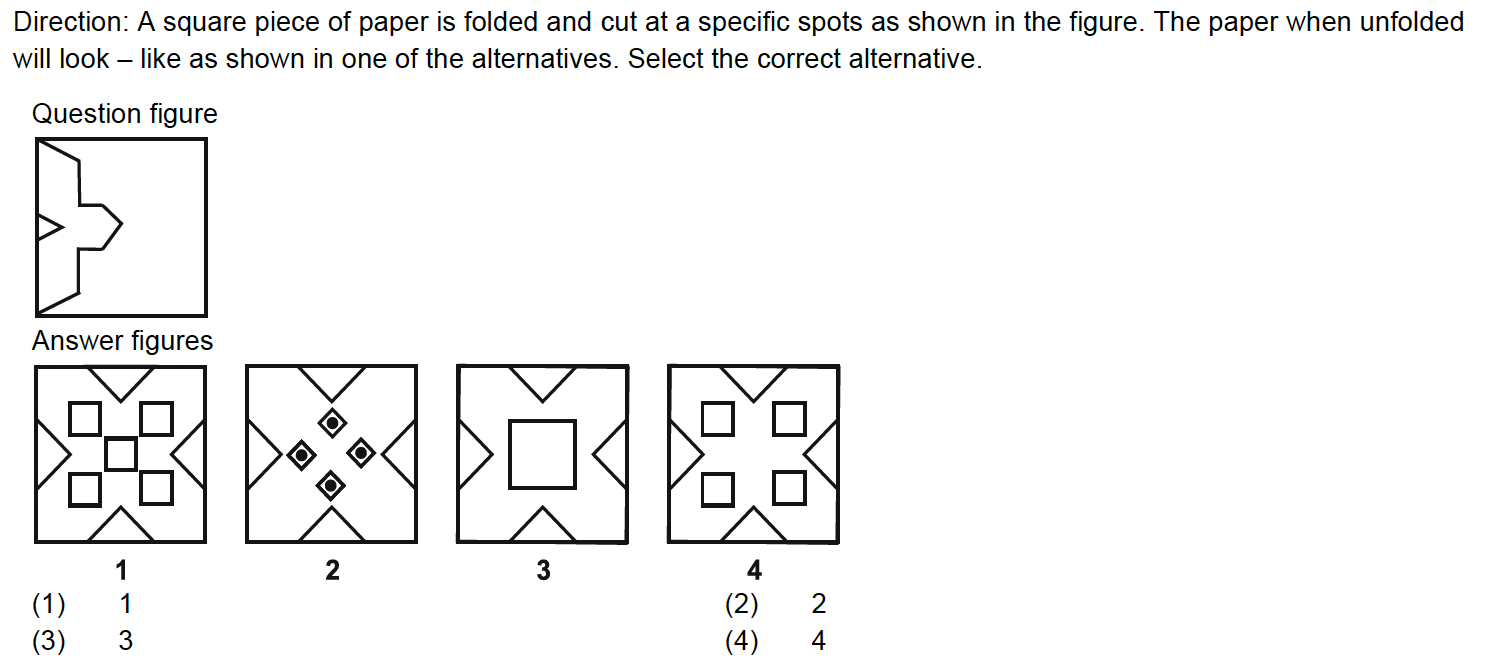 Direction: A square piece of paper is folded and cut at a specific spots as shown in the figure. The paper when unfolded
will look – like as shown in one of the alternatives. Select the correct alternative.
Question figure
Answer figures
1 2 3 4
(1) 1 (2) 2
(3) 3 (4) 4